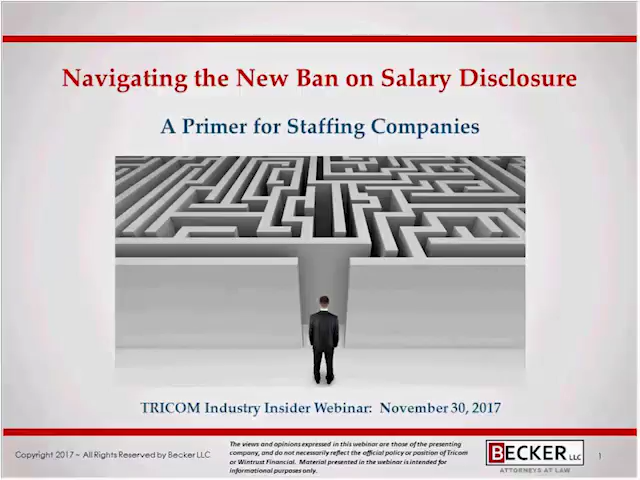 Navigating the New Ban on Salary Disclosure
A Primer for Staffing Companies
TRICOM Industry Insider Webinar: November 30, 2017
Copyright 2017 – All Rights Reserved by Becker LLC
The views and opinions expressed in this webinar are those of the presenting
company, and do not necessarily reflect the official policy or position of Tricom
or Wintrust Financial. Material presented in the webinar is intended for
informational purposes only.
BECKER LLC
ATTORNEYS AT LAW
1